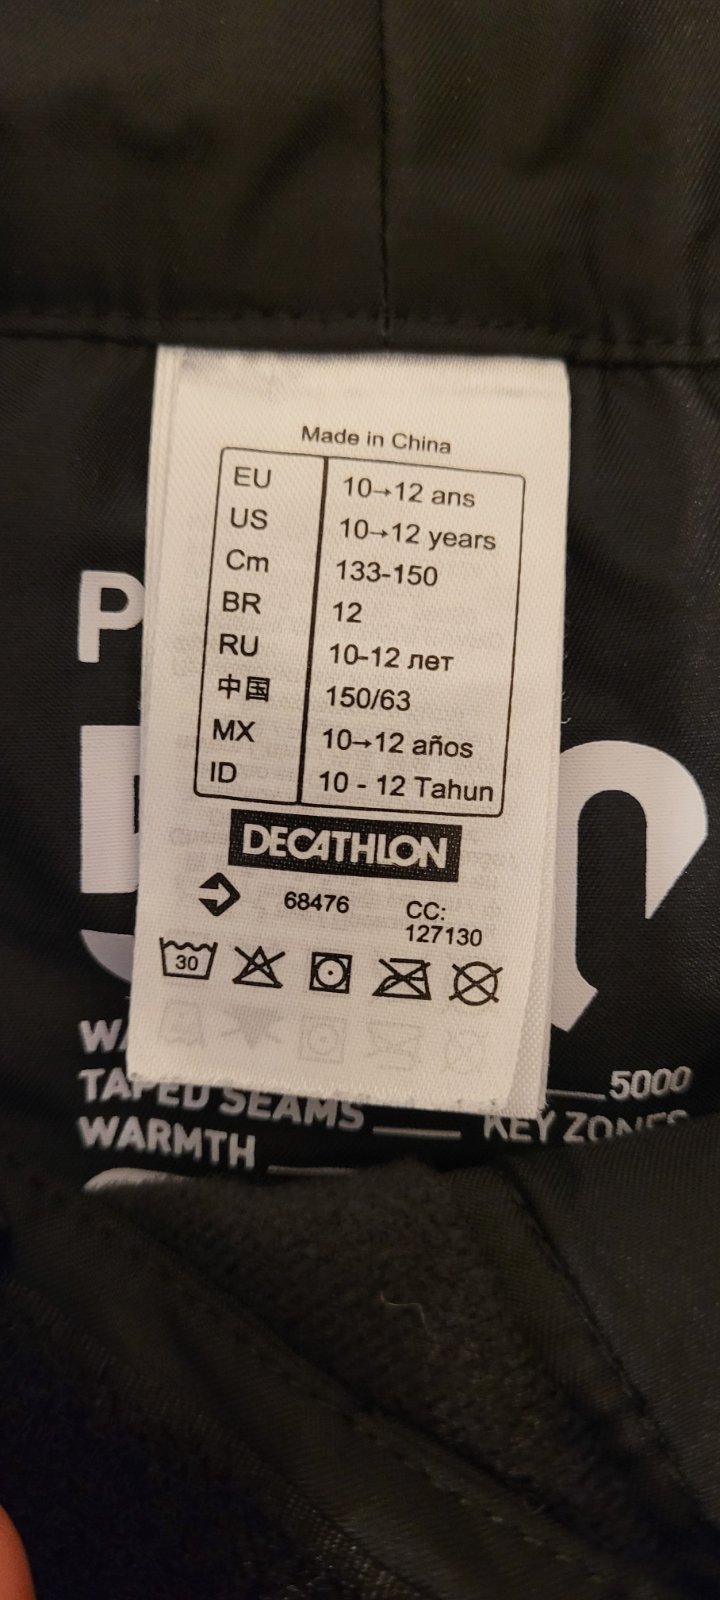 Made in China
EU 10→12 ans
US 10→12 years
Cm 133-150
BR 12
RU 10-12 лет
中国 150/63
MX 10→12 años
ID 10 - 12 Tahun
DECATHLON
68476 CC:
127130
30
5000
TAPED SEAMS KEY ZONES
WARMTH